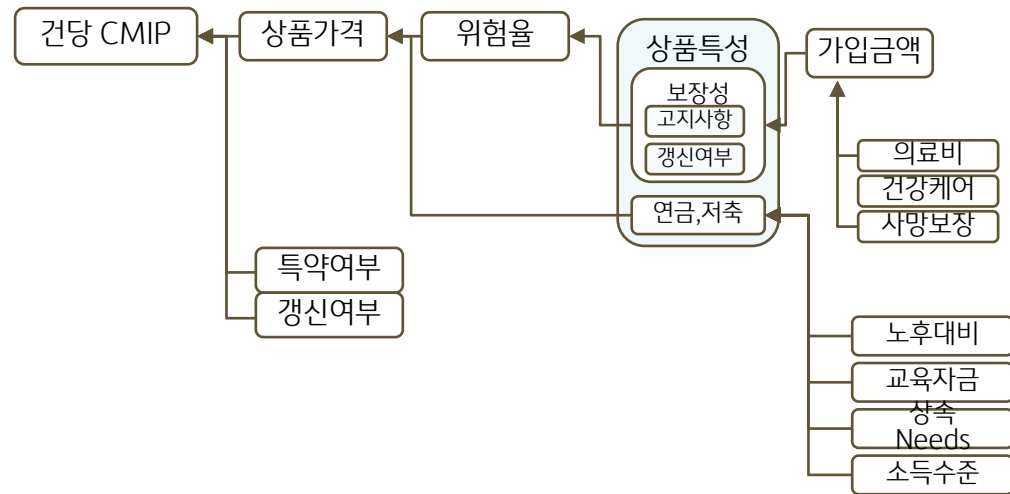 건당 CMIP
상품가격
위험율
상품특성
보장성
고지사항
갱신여부
연금,저축
가입금액
의료비
건강케어
사망보장
특약여부
갱신여부
노후대비
교육자금
상속
Needs
소득수준